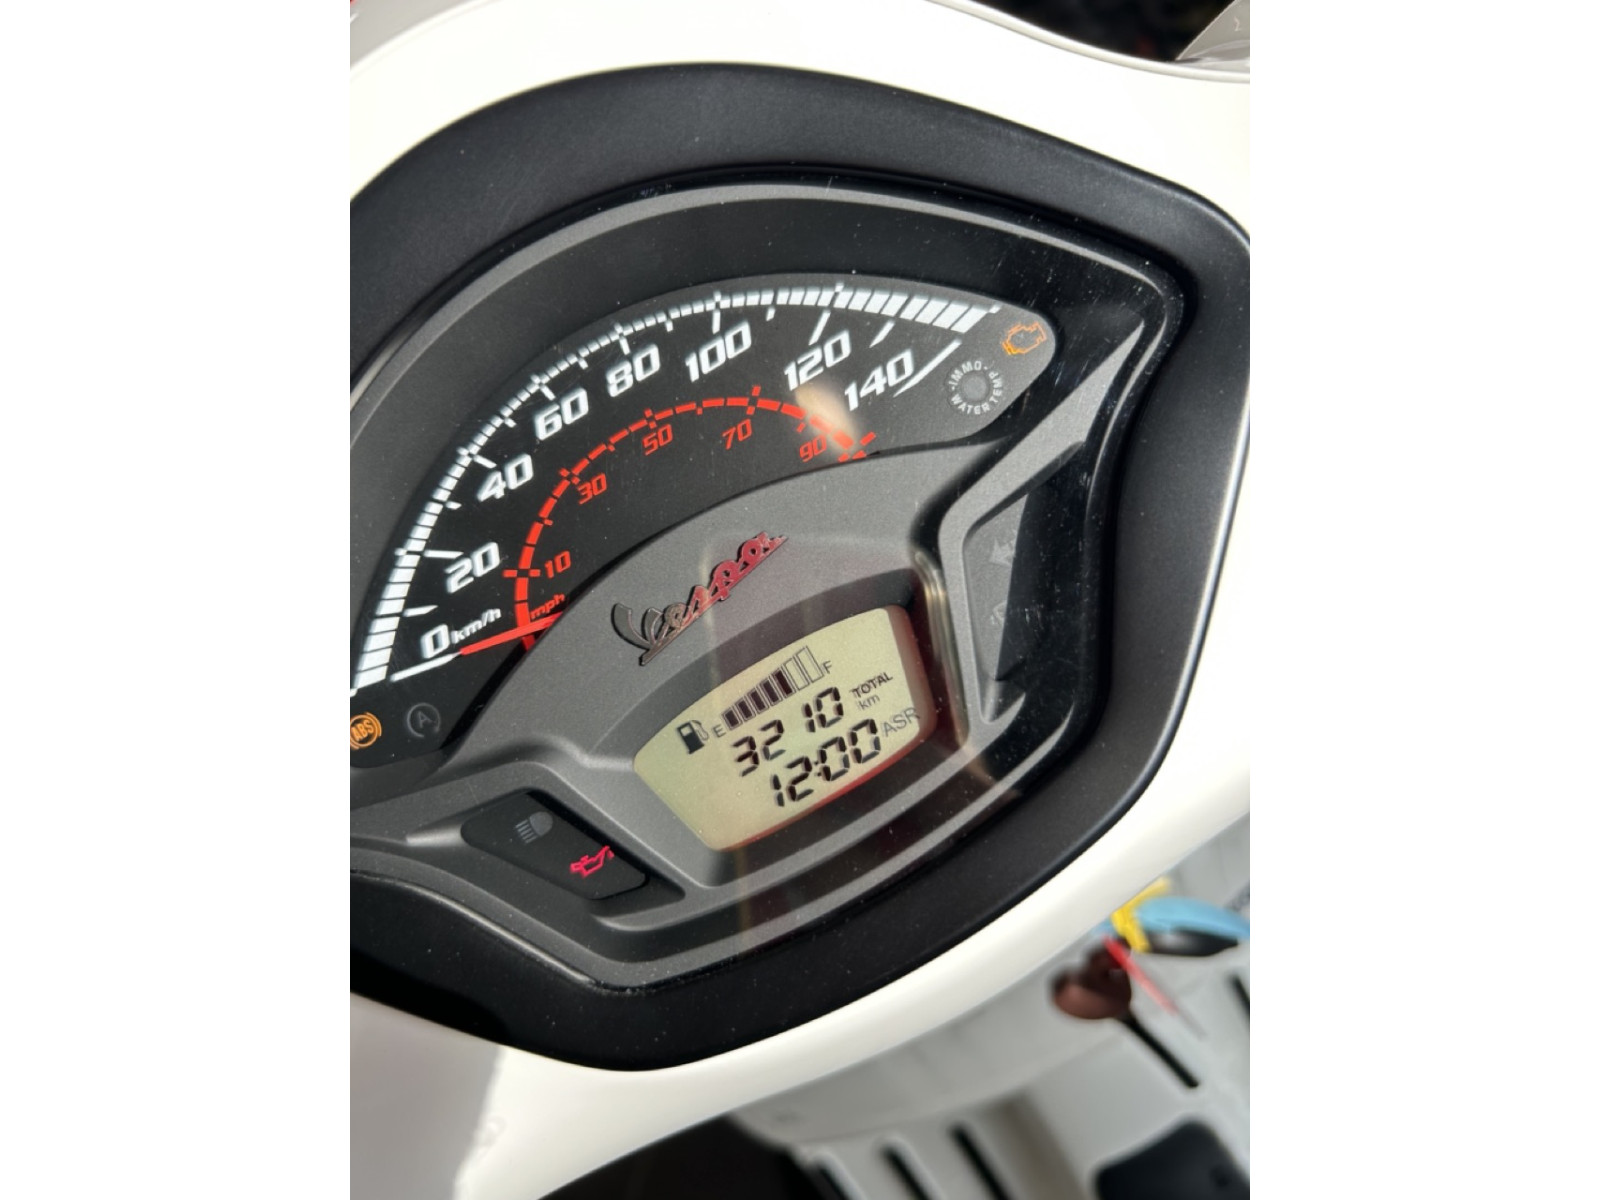 0 km/h
20
40
60
80
100
120
140
mph
10
30
50
70
90
IMMO-WATER TEMP.
Vespa
ABS
A
E F
3210 TOTAL km
12:00 ASR